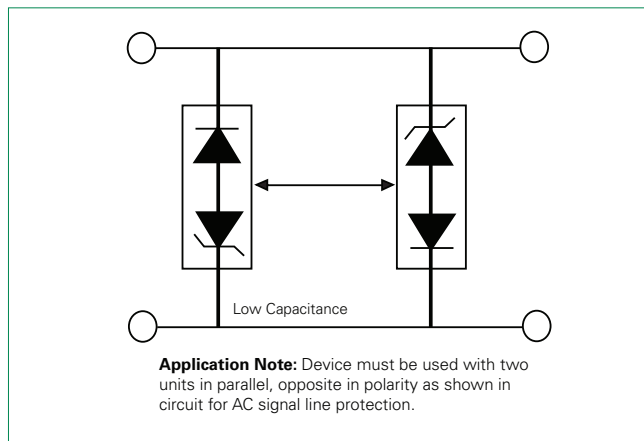 Low Capacitance
Application Note: Device must be used with two
units in parallel, opposite in polarity as shown in
circuit for AC signal line protection.